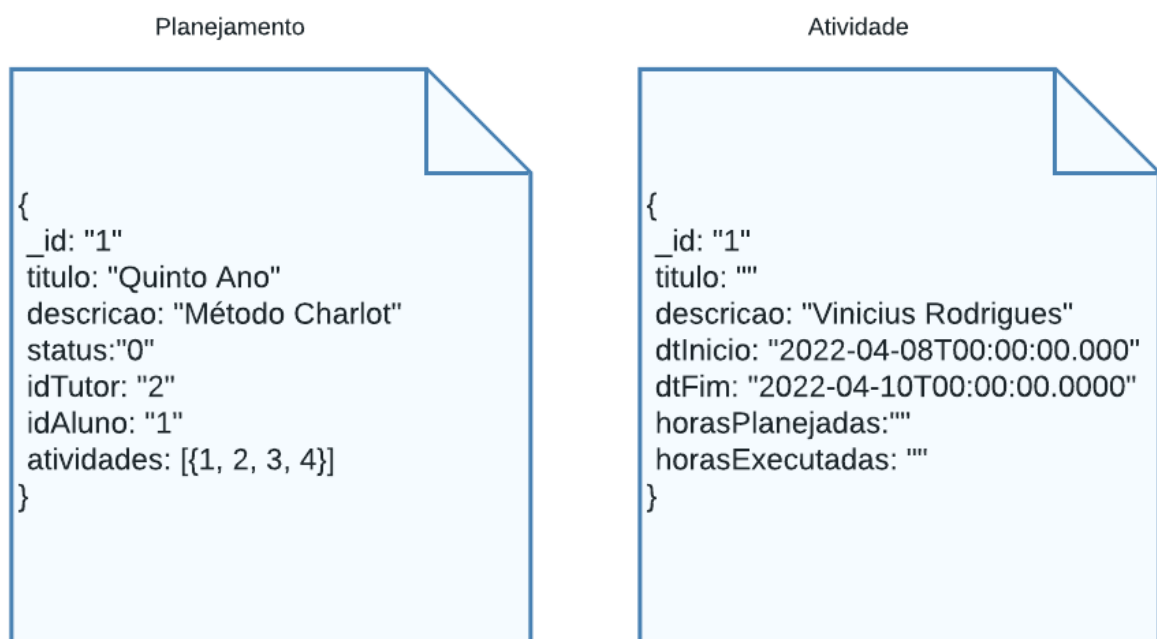 Planejamento
{
_id: "1"
titulo: "Quinto Ano"
descricao: "Método Charlot"
status:"0"
idTutor: "2"
idAluno: "1"
atividades: [{1, 2, 3, 4}]
}
Atividade
{
_id: "1"
titulo: ""
descricao: "Vinicius Rodrigues"
dtInicio: "2022-04-08T00:00:00.000"
dtFim: "2022-04-10T00:00:00.0000"
horasPlanejadas:""
horasExecutadas: ""
}